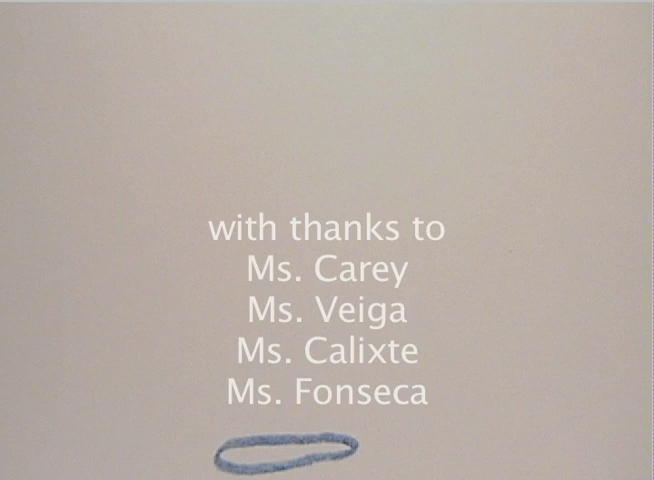 with thanks to
Ms. Carey
Ms. Veiga
Ms. Calixte
Ms. Fonseca